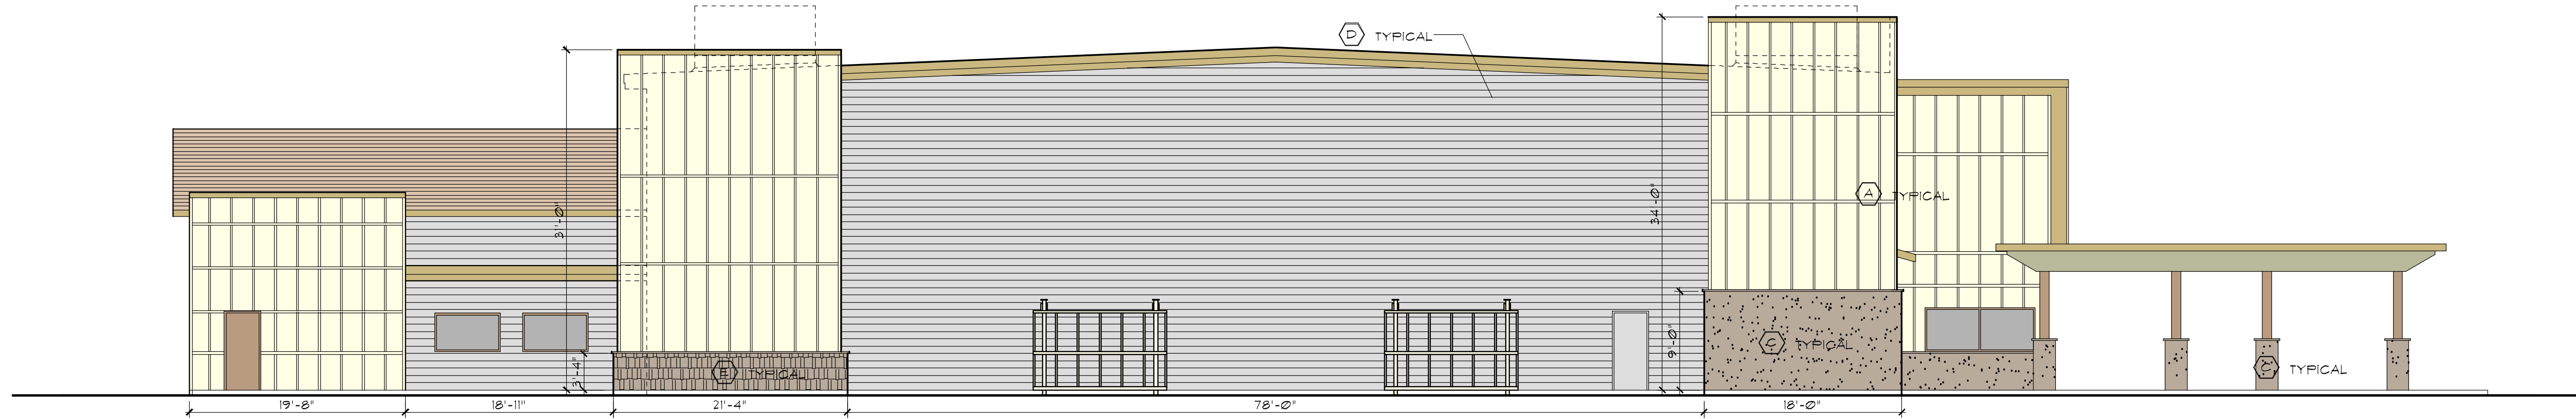 D TYPICAL
31'-0"
34'-0"
A TYPICAL
9'-0"
C TYPICAL
3'-4"
E TYPICAL
C TYPICAL
19'-8"
18'-11"
21'-4"
78'-0"
18'-0"